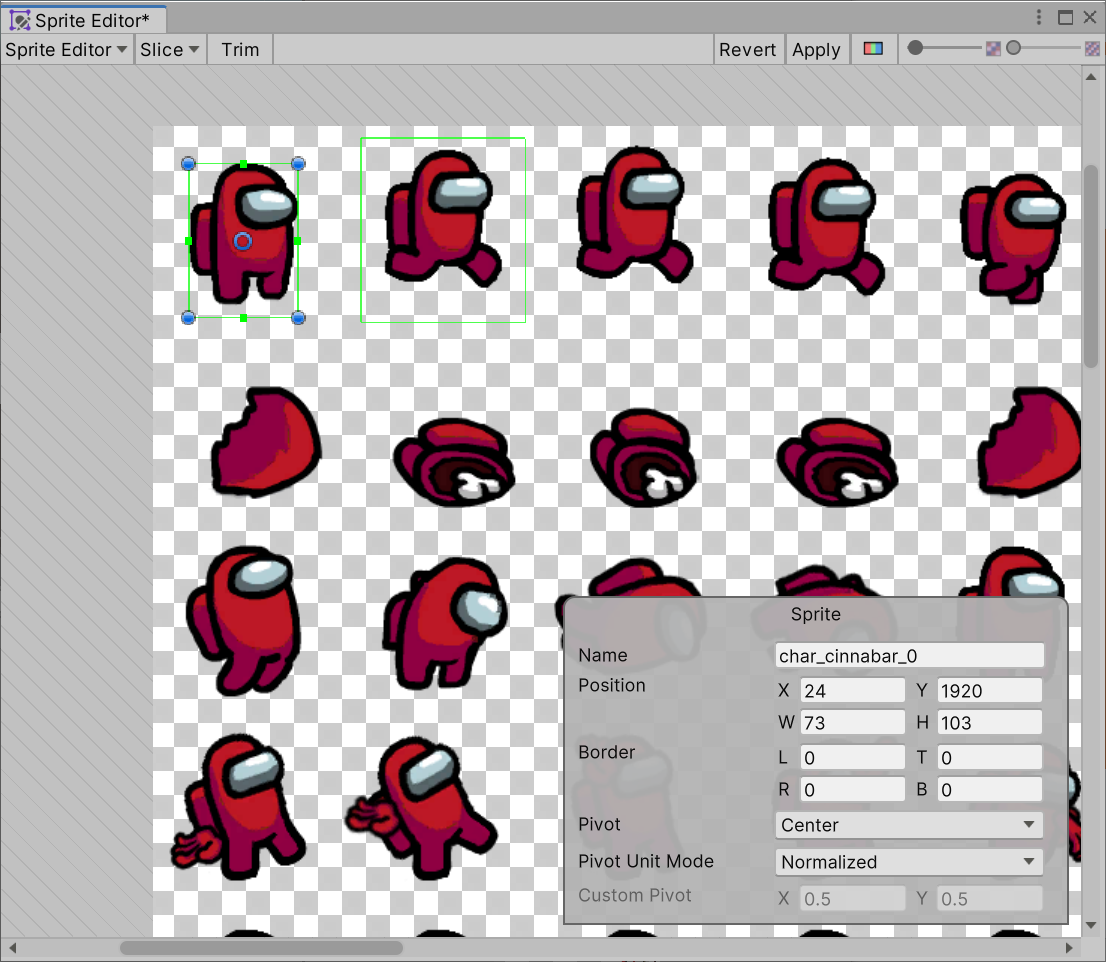 Sprite Editor*
Sprite Editor Slice Trim Revert Apply
Sprite
Name char_cinnabar_0
Position X 24 Y 1920
W 73 H 103
Border L 0 T 0
R 0 B 0
Pivot Center
Pivot Unit Mode Normalized
Custom Pivot X 0.5 Y 0.5